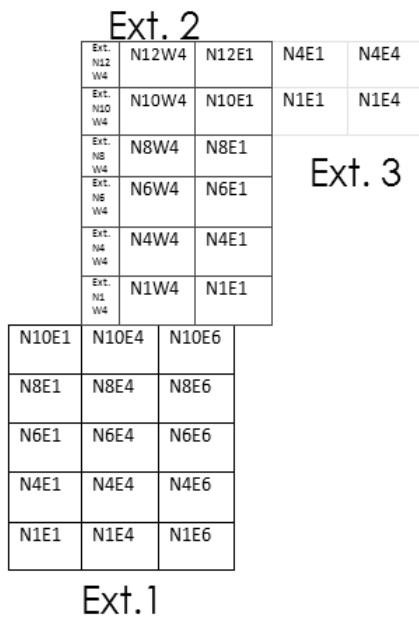 Ext. 2
Ext. N12 W4 N12W4 N12E1 N4E1 N4E4
Ext. N10 W4 N10W4 N10E1 N1E1 N1E4
Ext. N8 W4 N8W4 N8E1
Ext. 3
Ext. N6 W4 N6W4 N6E1
Ext. N4 W4 N4W4 N4E1
Ext. N1 W4 N1W4 N1E1
N10E1 N10E4 N10E6
N8E1 N8E4 N8E6
N6E1 N6E4 N6E6
N4E1 N4E4 N4E6
N1E1 N1E4 N1E6
Ext.1